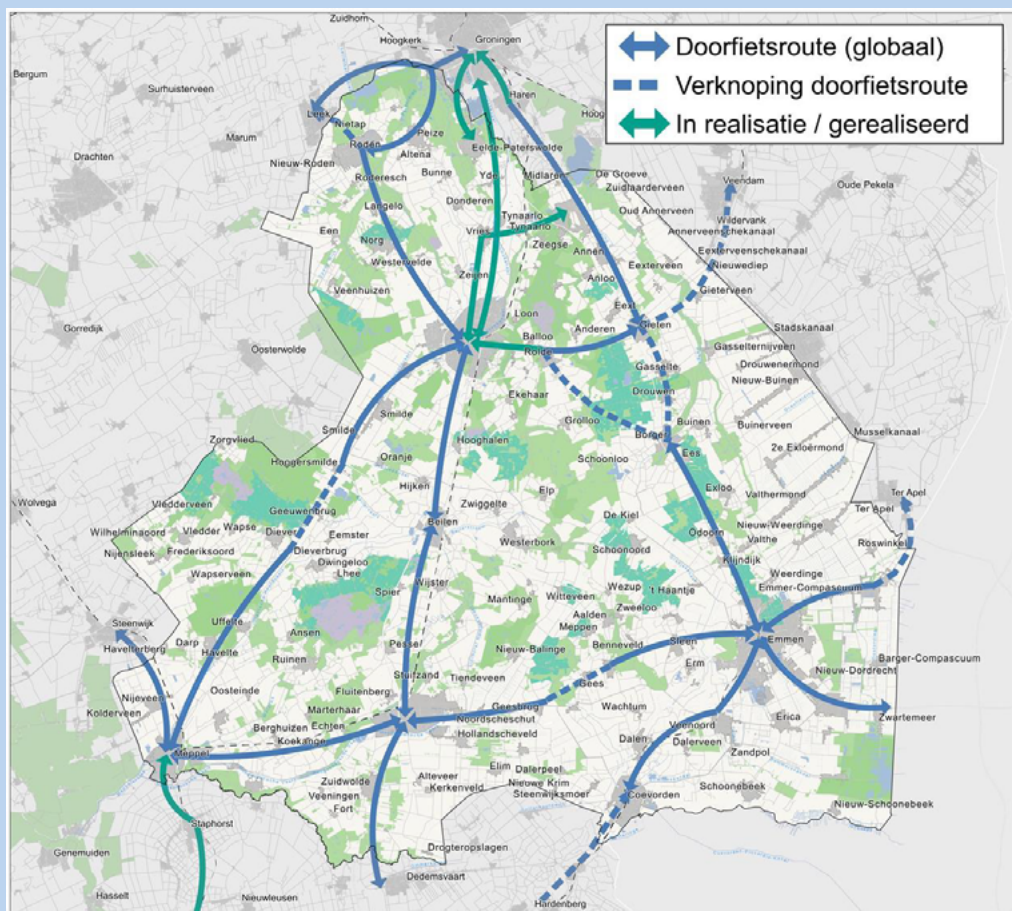 Zuidhorn
Hoogkerk
Groningen
Doorfietsroute (globaal)
Verknoping doorfietsroute
In realisatie / gerealiseerd
Bergum
Surhuisterveen
Leek
Nietap
Haren
Hoog
Marum
Roden
Peize
Eelde-Paterswolde
Drachten
Nieuw-Roden
Altena
Bunne
Yde
Midlaren
De Groeve
Zuidlaarderveen
Veendam
Oude Pekela
Roderesch
Donderen
Langelo
Tynaarlo
Tynaarlo
Oud Annerveen
Wildervank
Annerveenschekanaal
Een
Norg
Vries
Zeegse
Annen
Eexterveenschekanaal
Westervelde
Zeijen
Anloo
Eexterveen
Nieuwediep
Veenhuizen
Gieterveen
Loon
Eext
Gorredijk
Balloo
Anderen
Gieten
Stadskanaal
Oosterwolde
Rolde
Gasselternijveen
Gasselte
Drouwenermond
Ekehaar
Drouwen
Nieuw-Buinen
Smilde
Grolloo
Buinen
Buinerveen
Smilde
Borger
Musselkanaal
Zorgvlied
Hooghalen
Ees
2e Exloërmond
Hoogersmilde
Oranje
Schoonloo
Hijken
Elp
Exloo
Valthermond
Wolvega
Vledderveen
Geeuwenbrug
Zwiggelte
Ter Apel
Ter Apel
Wilhelminaoord
Vledder
Wapse
Diever
Beilen
De Kiel
Nieuw-Weerdinge
Nijensleek
Frederiksoord
Eemster
Westerbork
Odoorn
Valthe
Roswinkel
Dieverbrug
Schoonoord
Wapserveen
Dwingeloo
Lhee
Klijndijk
Weerdinge
Wijster
Witteveen
Wezup
't Haantje
Emmer-Compascuum
Spier
Mantinge
Aalden
Zweeloo
Steenwijk
Uffelte
Meppen
Havelterberg
Darp
Havelte
Ansen
Pesse
Benneveld
Sleen
Emmen
Ruinen
Nieuw-Balinge
Erm
Barger-Compascuum
Stuifzand
Tiendeveen
Gees
Nieuw-Dordrecht
Nijeveen
Oosteinde
Fluitenberg
Geesbrug
Wachtum
Kolderveen
Marterhaar
Noordscheschut
Erica
Zwartemeer
Berghuizen
Echten
Veenoord
Koekange
Hollandscheveld
Dalen
Dalerveen
Meppel
Elim
Zandpol
Alteveer
Dalerpeel
Zuidwolde
Kerkenveld
Nieuwe Krim
Schoonebeek
Veeningen
Steenwijksmoer
Coevorden
Nieuw-Schoonebeek
Fort
Staphorst
Genemuiden
Drogteropslagen
Dedemsvaart
Hasselt
Nieuwleusen
Hardenberg